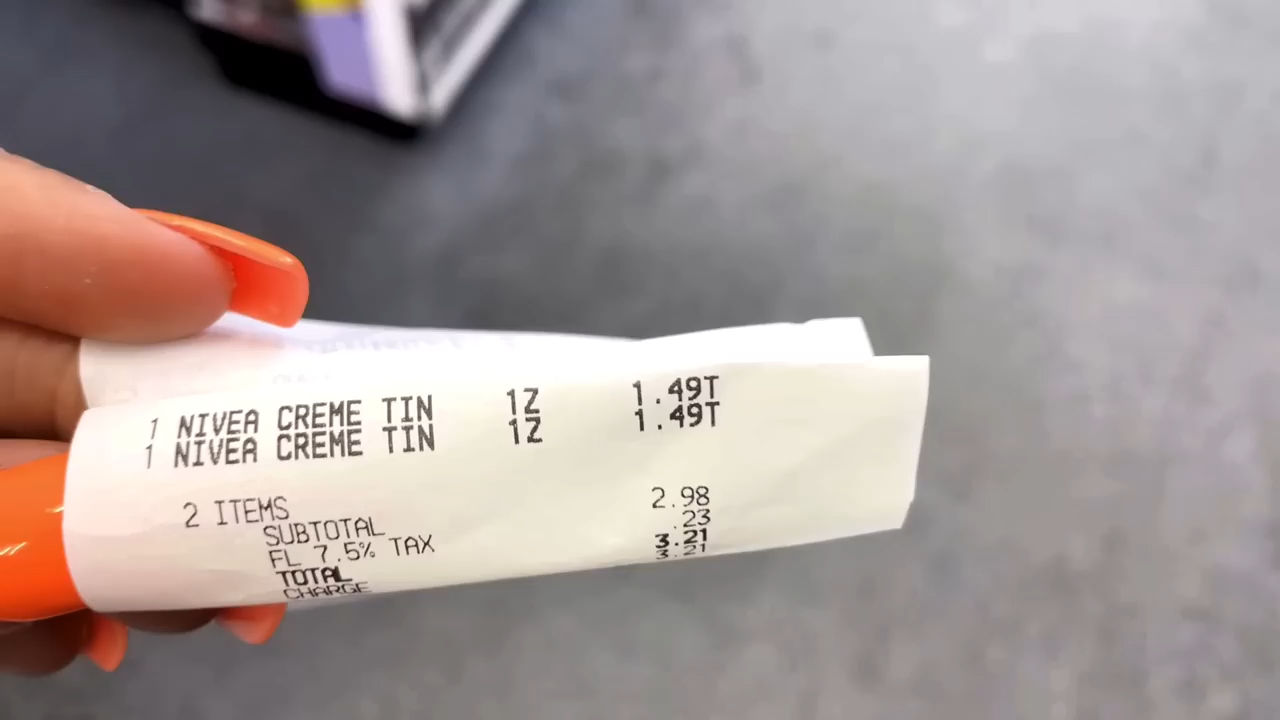 1 NIVEA CREME TIN 1Z 1.49T
1 NIVEA CREME TIN 1Z 1.49T
2 ITEMS
SUBTOTAL 2.98
FL 7.5% TAX .23
TOTAL 3.21
CHARGE 3.21